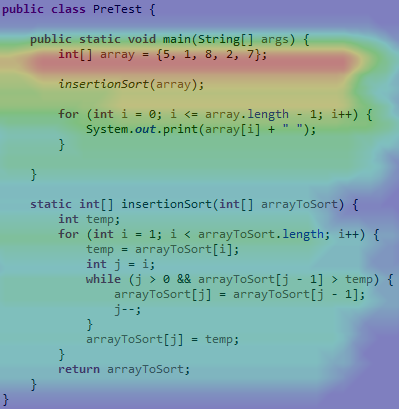 public class PreTest {
public static void main(String[] args) {
int[] array = {5, 1, 8, 2, 7};
insertionSort(array);
for (int i = 0; i <= array.length - 1; i++) {
System.out.print(array[i] + " ");
}
}
static int[] insertionSort(int[] arrayToSort) {
int temp;
for (int i = 1; i < arrayToSort.length; i++) {
temp = arrayToSort[i];
int j = i;
while (j > 0 && arrayToSort[j - 1] > temp) {
arrayToSort[j] = arrayToSort[j - 1];
j--;
}
arrayToSort[j] = temp;
}
return arrayToSort;
}
}